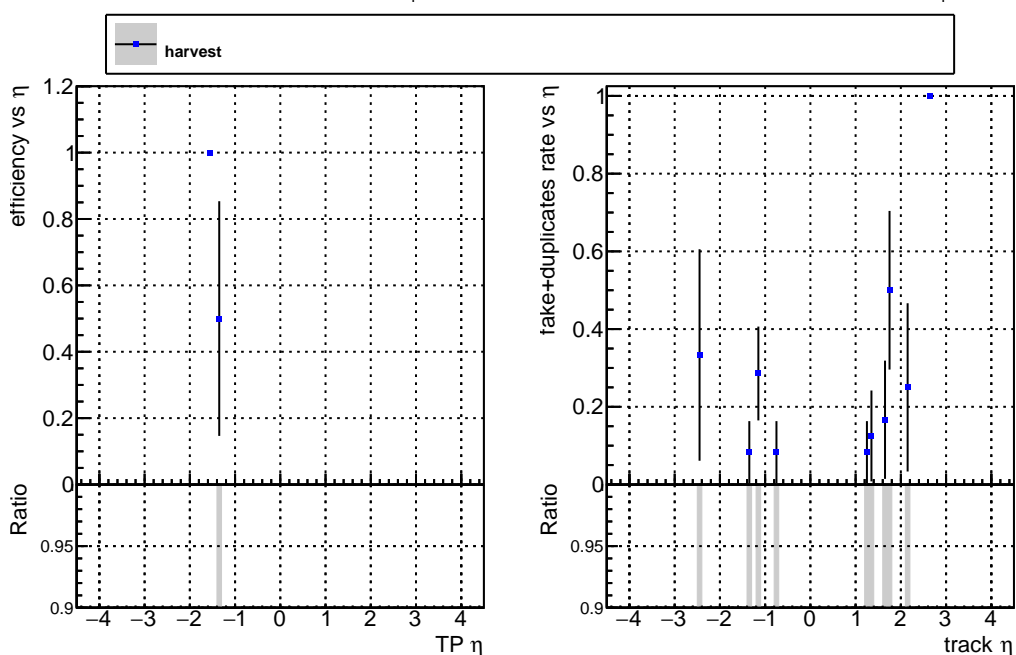 harvest
efficiency vs η
1.2
1
0.8
0.6
0.4
0.2
0
Ratio
0.95
0.9
−4 −3 −2 −1 0 1 2 3 4
TP η
fake+duplicates rate vs η
1
0.8
0.6
0.4
0.2
0
Ratio
0.95
0.9
−4 −3 −2 −1 0 1 2 3 4
track η